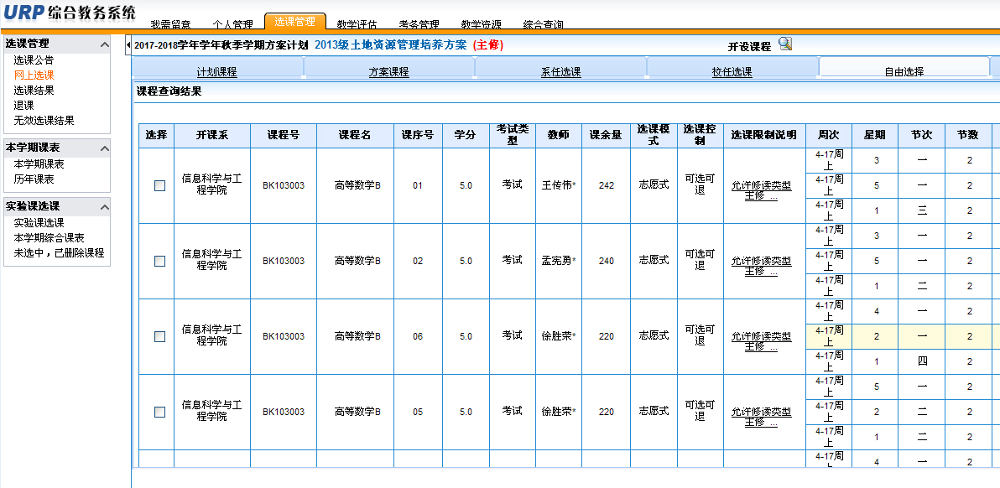 URP 综合教务系统
我需留意 个人管理 选课管理 教学评估 考务管理 教学资源 综合查询
选课管理
选课公告
网上选课
选课结果
退课
无效选课结果
本学期课表
本学期课表
历年课表
实验课选课
实验课选课
本学期综合课表
未选中，已删除课程
2017-2018学年学年秋季学期方案计划 2013级土地资源管理培养方案 (主修) 开设课程
计划课程 方案课程 系任选课 校任选课 自由选择
课程查询结果
选择 开课系 课程号 课程名 课序号 学分 考试类型 教师 课余量 选课模式 选课控制 选课限制说明 周次 星期 节次 节数
信息科学与工程学院 BK103003 高等数学B 01 5.0 考试 王传伟* 242 志愿式 可选可退 允许修读类型主修 ...
4-17周上 3 一 2
4-17周上 5 一 2
4-17周上 1 三 2
信息科学与工程学院 BK103003 高等数学B 02 5.0 考试 孟宪勇* 240 志愿式 可选可退 允许修读类型主修 ...
4-17周上 3 一 2
4-17周上 5 一 2
4-17周上 1 二 2
信息科学与工程学院 BK103003 高等数学B 06 5.0 考试 徐胜荣* 220 志愿式 可选可退 允许修读类型主修 ...
4-17周上 4 一 2
4-17周上 2 一 2
4-17周上 1 四 2
信息科学与工程学院 BK103003 高等数学B 05 5.0 考试 徐胜荣* 220 志愿式 可选可退 允许修读类型主修 ...
4-17周上 5 一 2
4-17周上 2 二 2
4-17周上 1 二 2
4-17周上 4 一 2